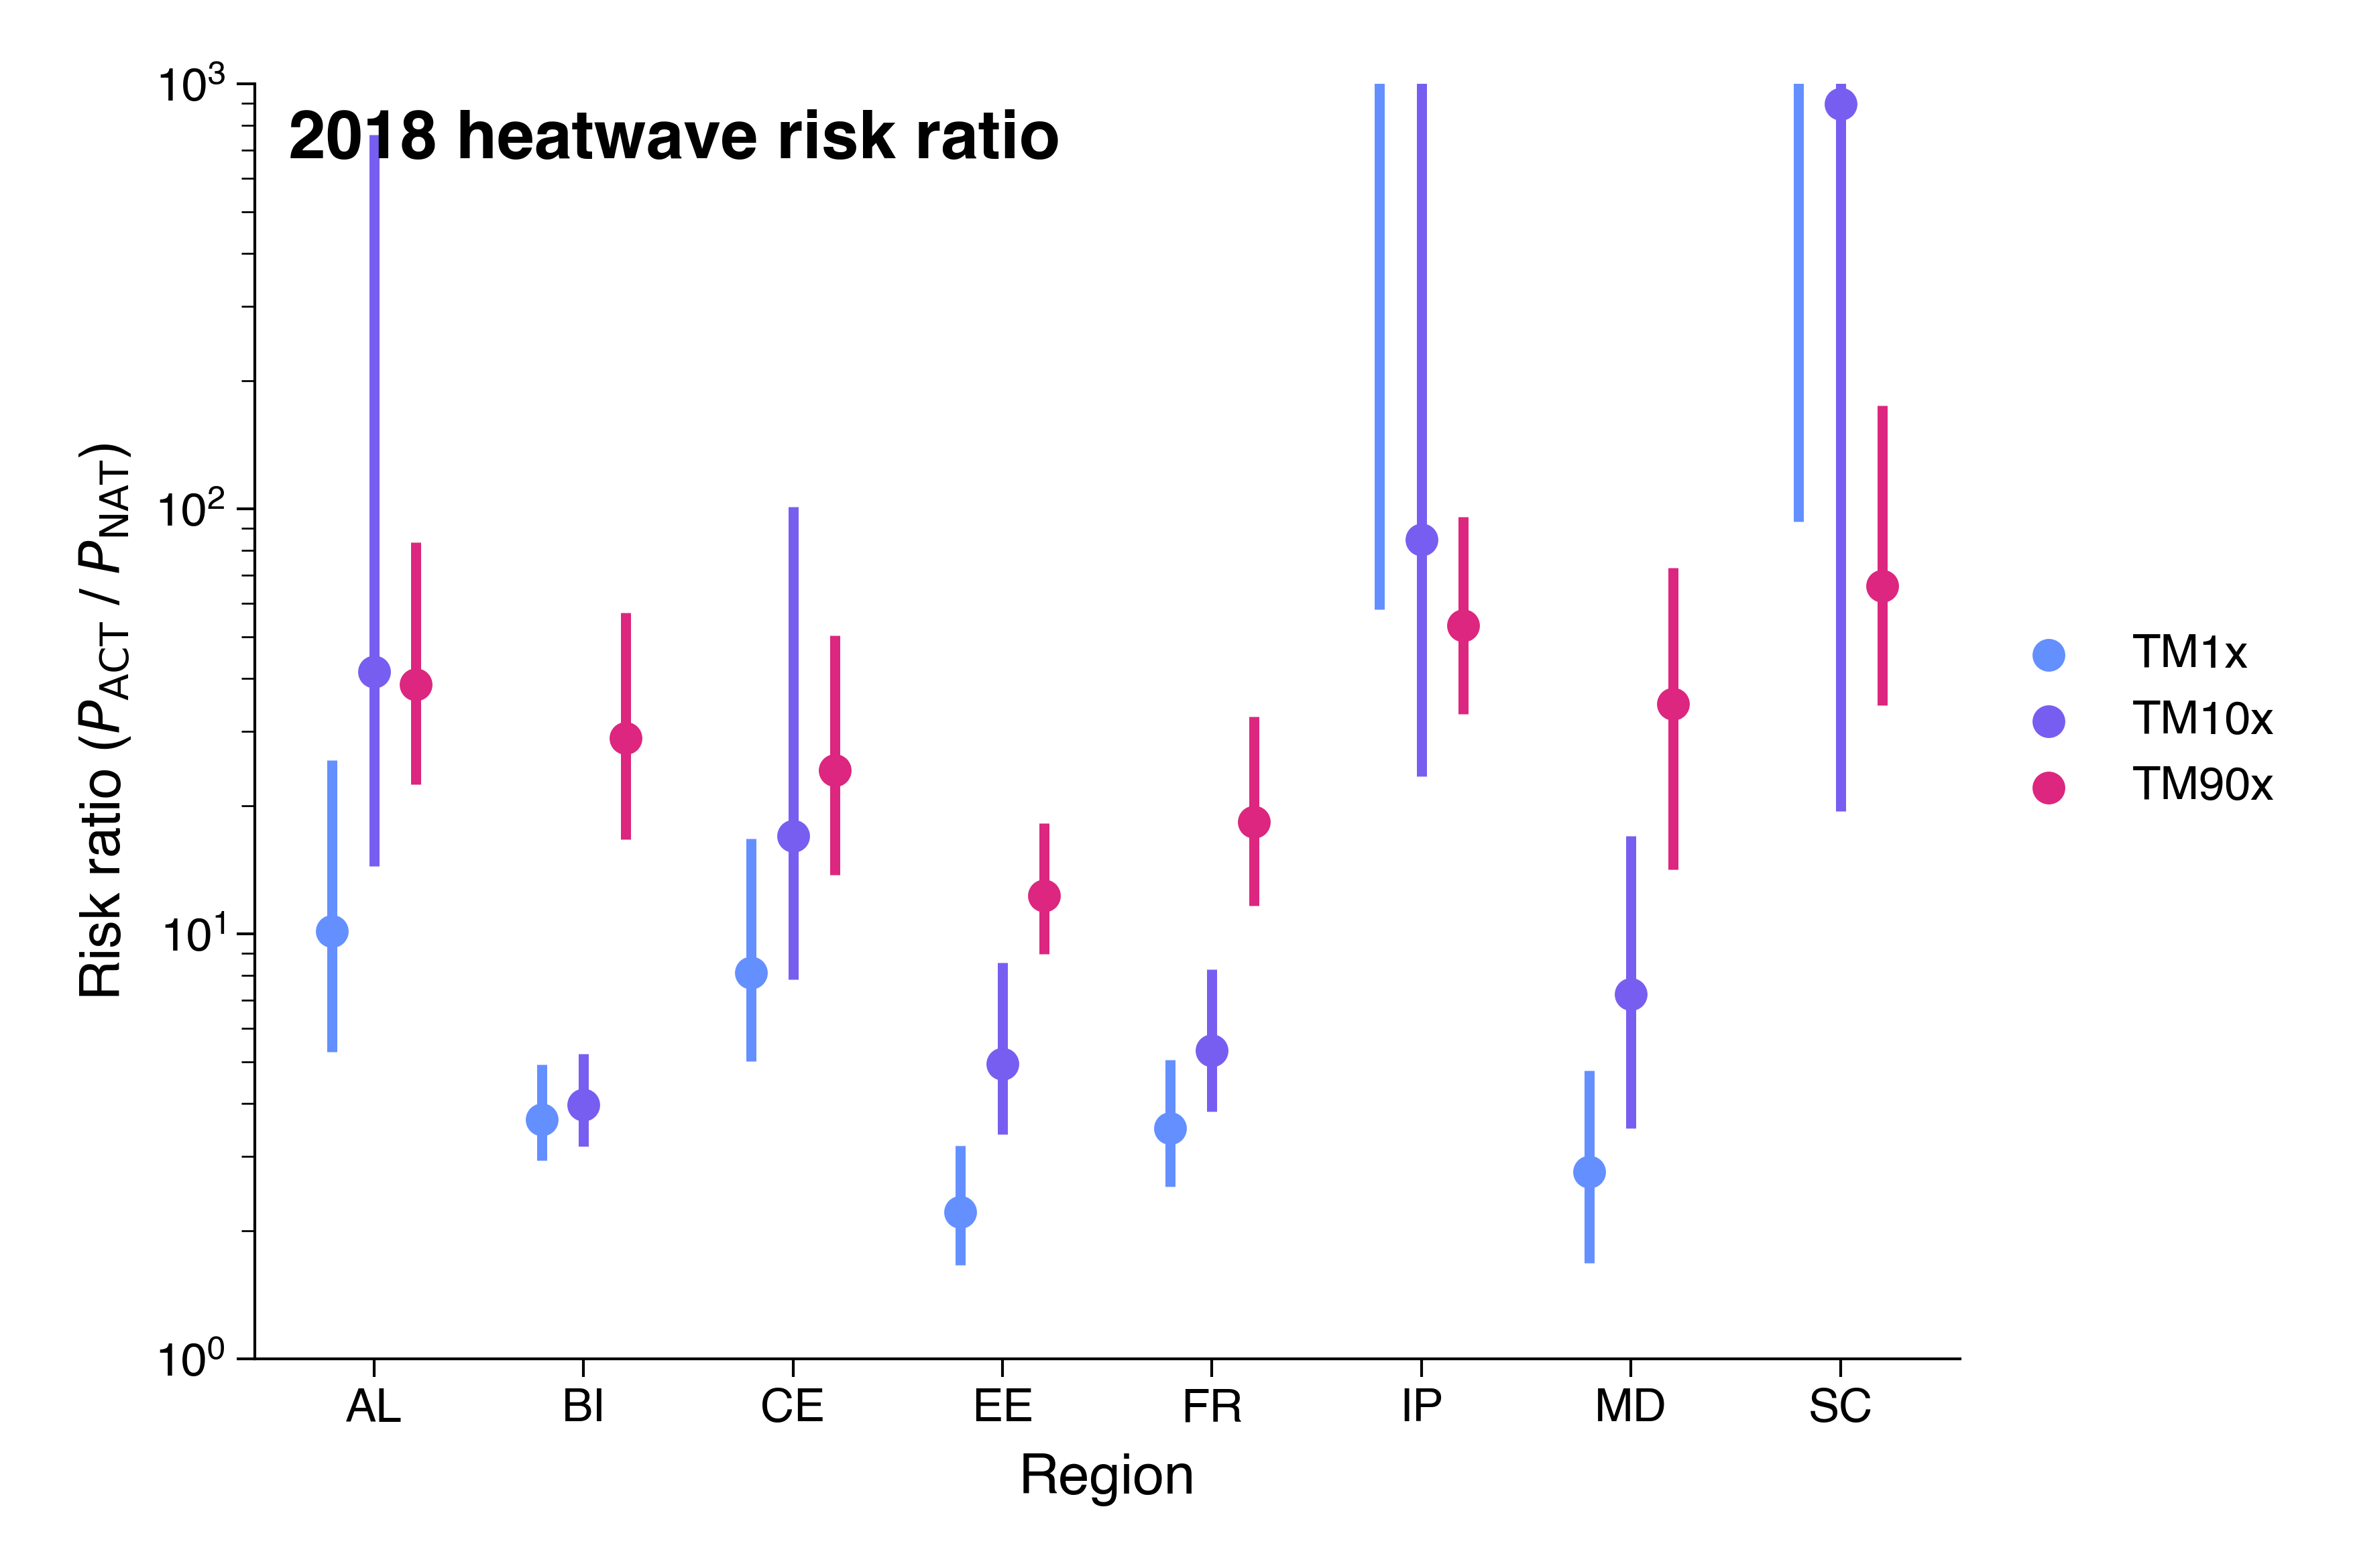 2018 heatwave risk ratio
Risk ratio (P_ACT / P_NAT)
10³
10²
10¹
10⁰
AL BI CE EE FR IP MD SC
Region
TM1x
TM10x
TM90x